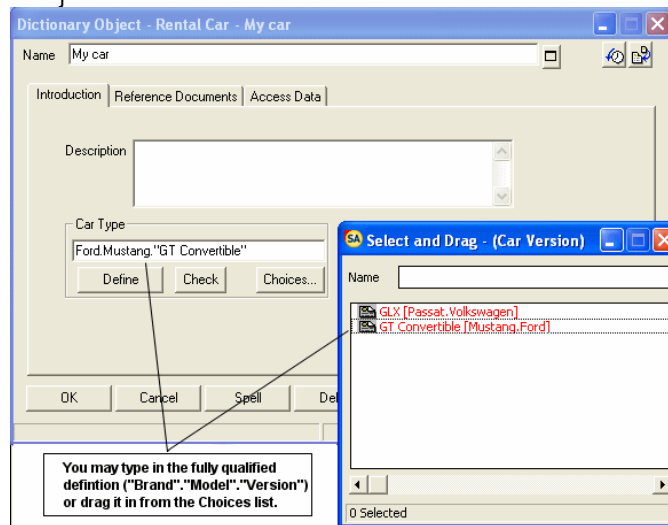 Dictionary Object - Rental Car - My car
Name My car
Introduction Reference Documents Access Data
Description
Car Type
Ford.Mustang."GT Convertible"
Define Check Choices...
OK Cancel Spell
SA Select and Drag - (Car Version)
Name
GLX [Passat.Volkswagen]
GT Convertible [Mustang.Ford]
0 Selected
You may type in the fully qualified
defintion ("Brand"."Model"."Version")
or drag it in from the Choices list.